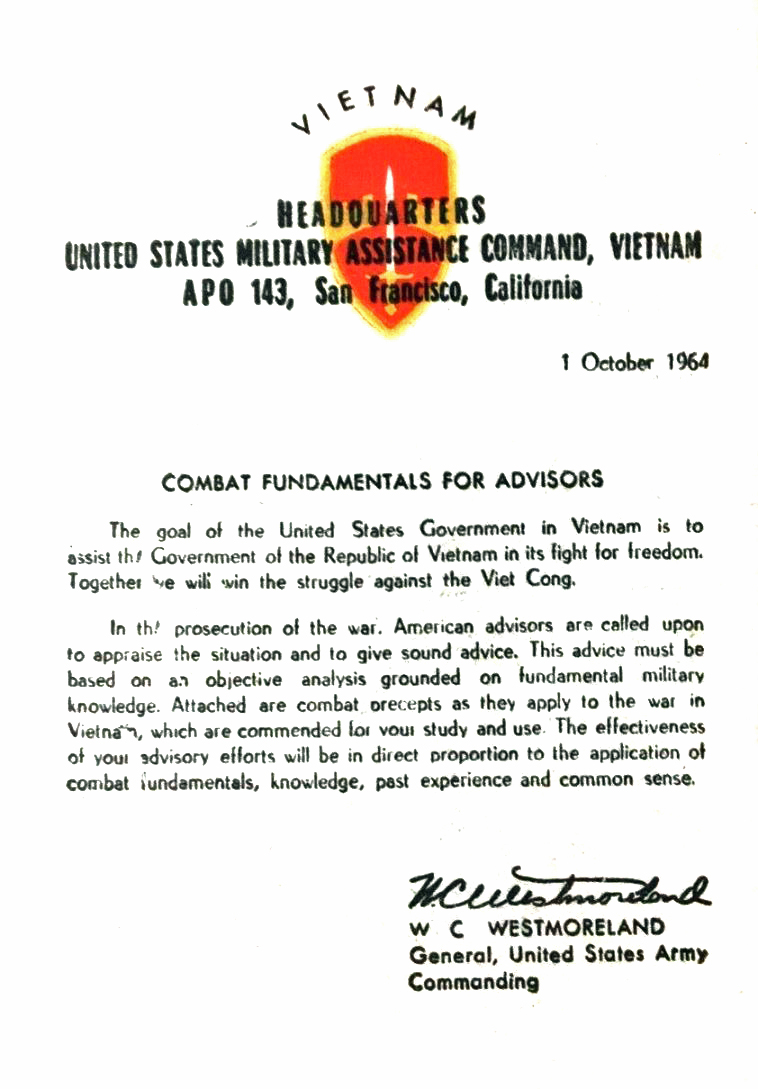 VIETNAM
HEADQUARTERS
UNITED STATES MILITARY ASSISTANCE COMMAND, VIETNAM
APO 143, San Francisco, California
1 October 1964
COMBAT FUNDAMENTALS FOR ADVISORS
The goal of the United States Government in Vietnam is to
assist the Government of the Republic of Vietnam in its fight for freedom.
Together we will win the struggle against the Viet Cong.
In the prosecution of the war. American advisors are called upon
to appraise the situation and to give sound advice. This advice must be
based on an objective analysis grounded on fundamental military
knowledge. Attached are combat precepts as they apply to the war in
Vietnam, which are commended for your study and use. The effectiveness
of your advisory efforts will be in direct proportion to the application of
combat fundamentals, knowledge, past experience and common sense.
W.C. Westmoreland
W C WESTMORELAND
General, United States Army
Commanding